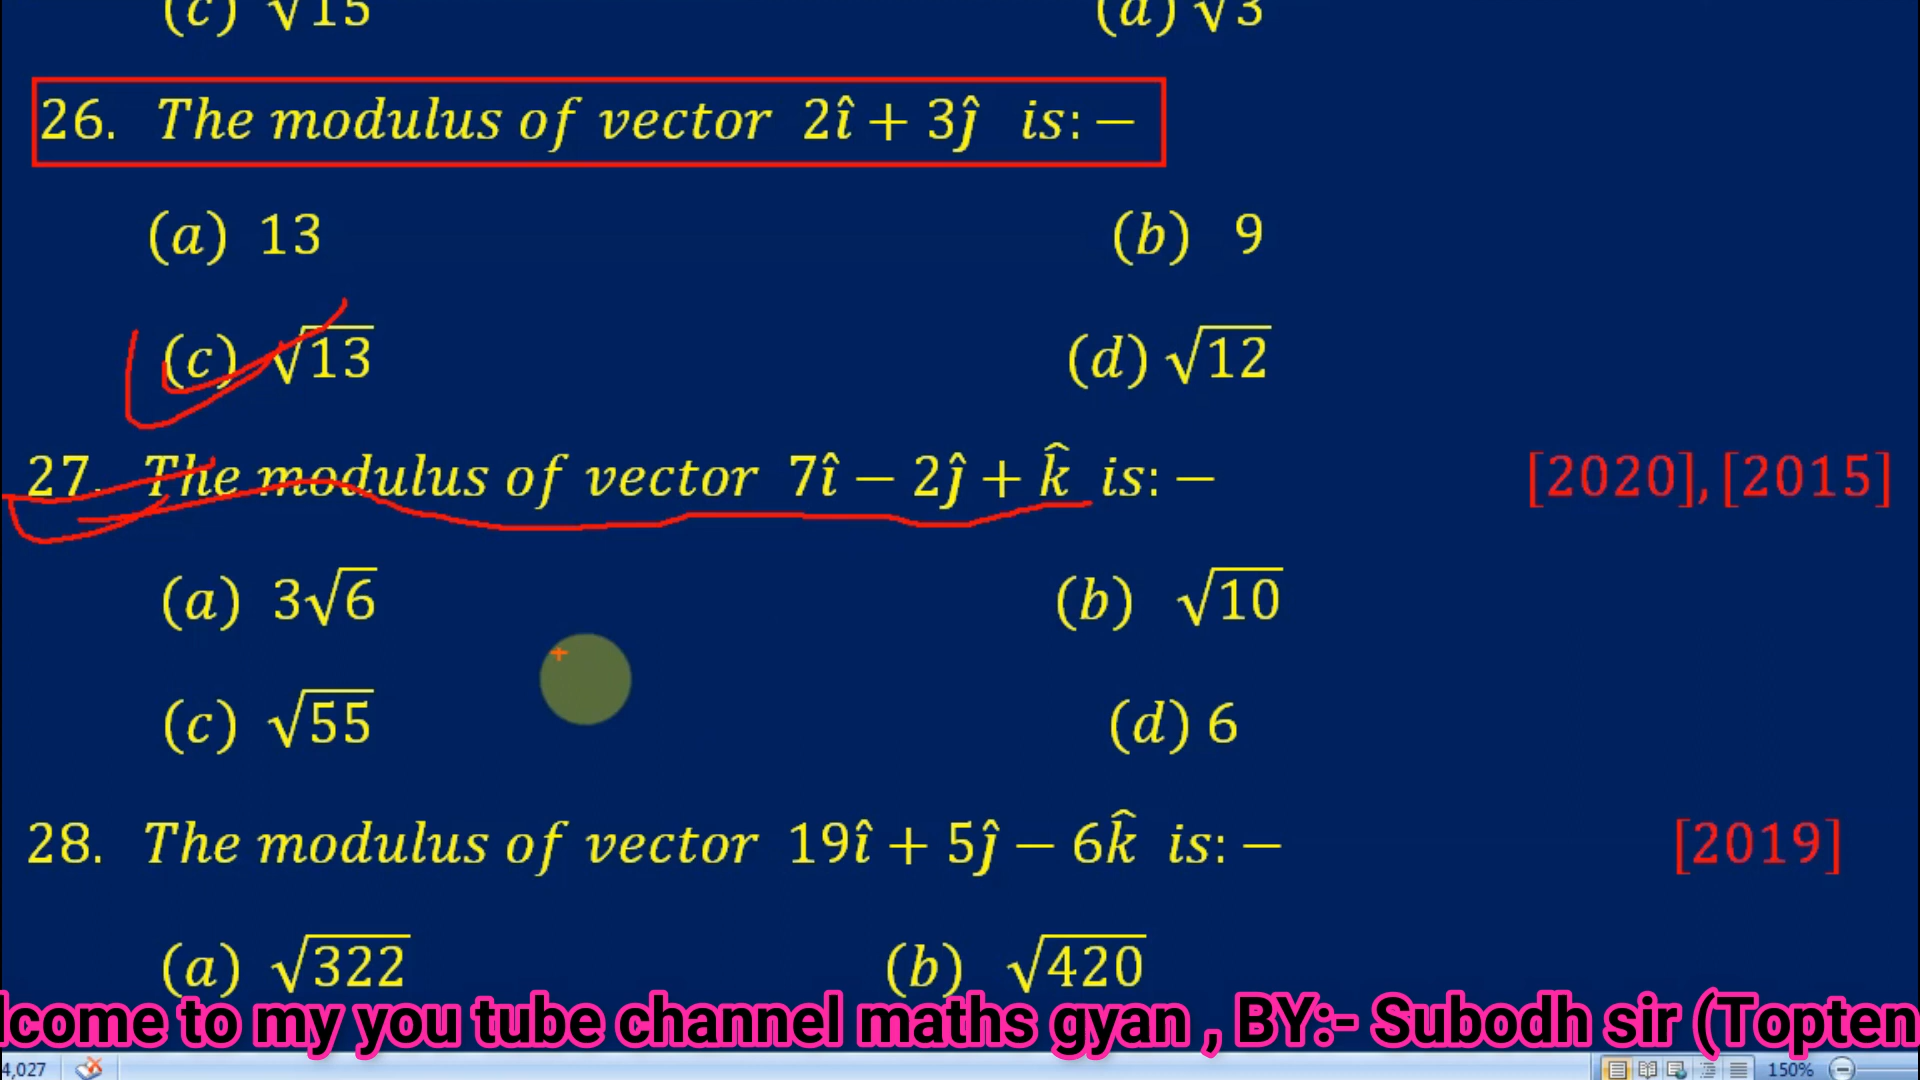 (c) √15 (d) √3
26. The modulus of vector 2î + 3ĵ is: −
(a) 13 (b) 9
(c) √13 (d) √12
27. The modulus of vector 7î − 2ĵ + k̂ is: − [2020], [2015]
(a) 3√6 (b) √10
(c) √55 (d) 6
28. The modulus of vector 19î + 5ĵ − 6k̂ is: − [2019]
(a) √322 (b) √420
lcome to my you tube channel maths gyan , BY:- Subodh sir (Topten
4,027 150%